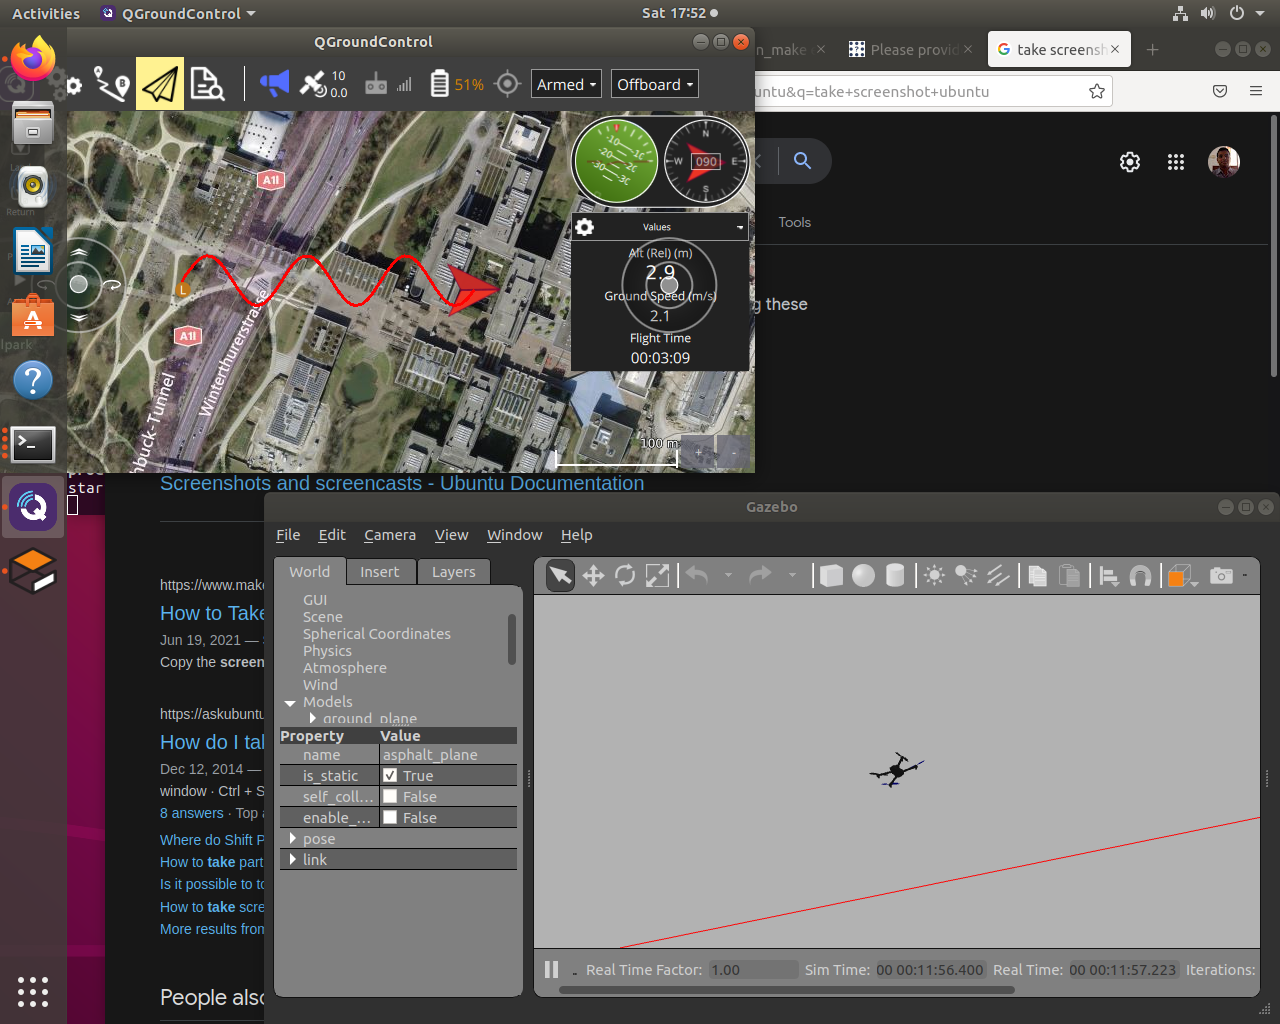 Activities
QGroundControl
Sat 17:52
QGroundControl
10
0.0
51%
Armed
Offboard
n_make
Please provid
take screensh
untu&q=take+screenshot+ubuntu
A1l
A1l
Winterthurerstrasse
hbuck-Tunnel
L
100 m
+
-
-10
-20
-30
N
W
E
S
090
Values
Alt (Rel) (m)
2.9
Ground Speed (m/s)
2.1
Flight Time
00:03:09
Return
lpark
Tools
g these
star
Screenshots and screencasts - Ubuntu Documentation
https://www.make
How to Take
Jun 19, 2021 —
Copy the screen
https://askubuntu
How do I tak
Dec 12, 2014 —
window · Ctrl + S
8 answers · Top a
Where do Shift P
How to take part
Is it possible to to
How to take scre
More results from
People also
Gazebo
File
Edit
Camera
View
Window
Help
World
Insert
Layers
GUI
Scene
Spherical Coordinates
Physics
Atmosphere
Wind
Models
ground_plane
Property
Value
name
asphalt_plane
is_static
True
self_coll...
False
enable_...
False
pose
link
Real Time Factor:
1.00
Sim Time:
00 00:11:56.400
Real Time:
00 00:11:57.223
Iterations: